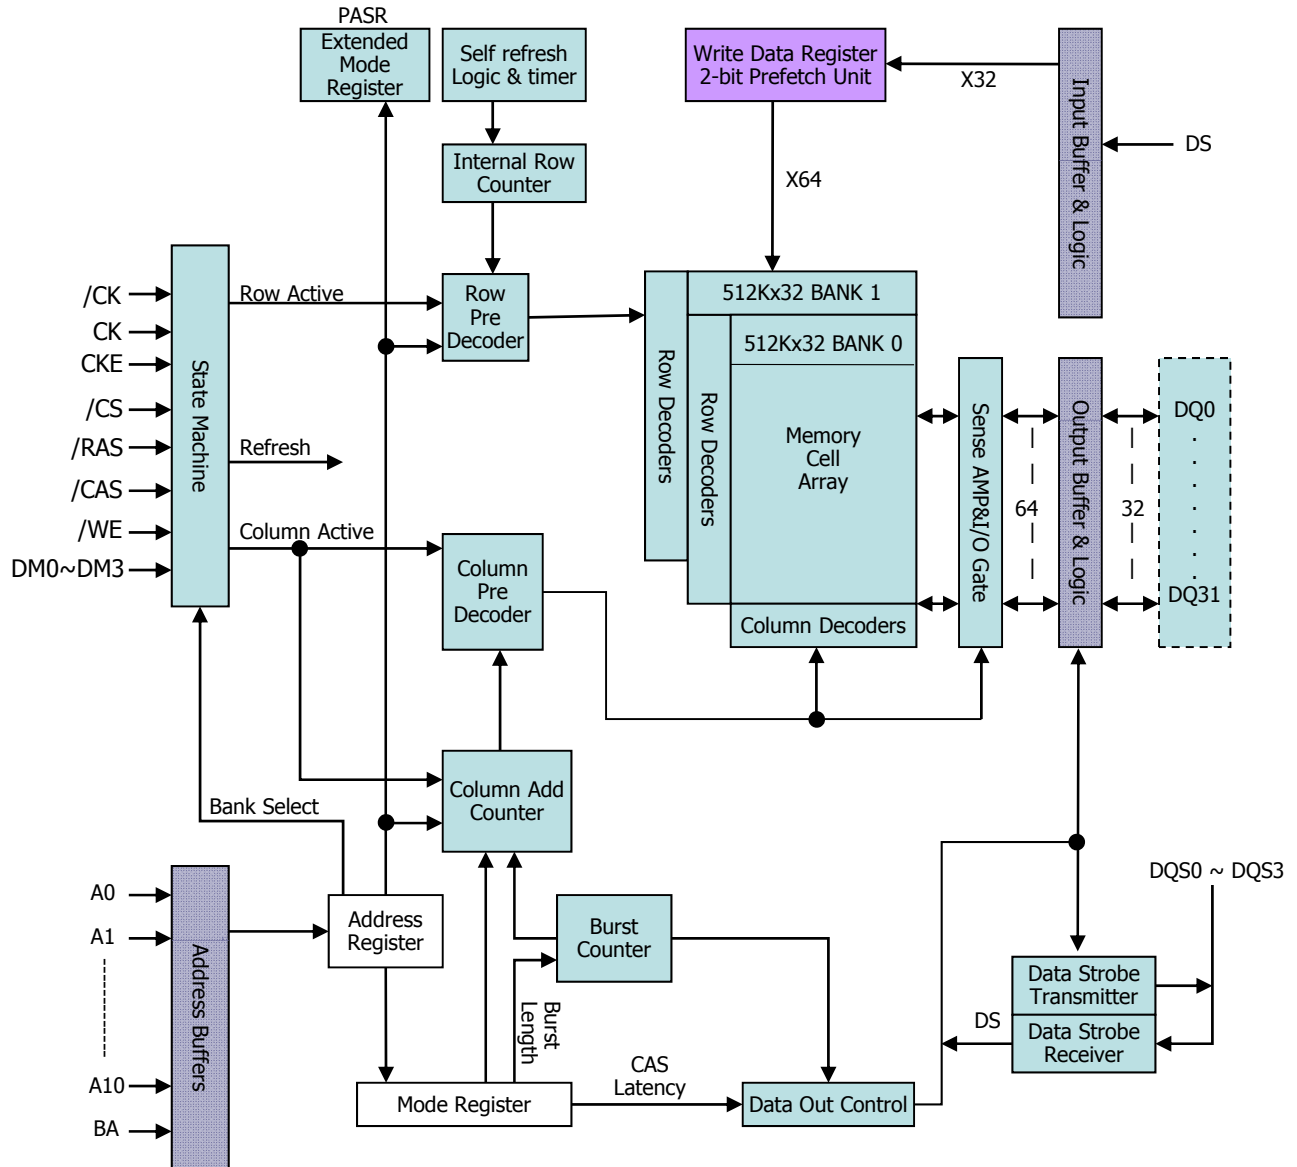 PASR
Extended
Mode
Register
Self refresh
Logic & timer
Write Data Register
2-bit Prefetch Unit
X32
Input Buffer & Logic
DS
Internal Row
Counter
X64
/CK
CK
CKE
/CS
/RAS
/CAS
/WE
DM0~DM3
State Machine
Row Active
Refresh
Column Active
Row
Pre
Decoder
Row Decoders
Row Decoders
512Kx32 BANK 1
512Kx32 BANK 0
Memory
Cell
Array
Column Decoders
Sense AMP&I/O Gate
64
Output Buffer & Logic
32
DQ0
DQ31
Column
Pre
Decoder
Column Add
Counter
Bank Select
A0
A1
A10
BA
Address Buffers
Address
Register
Burst
Counter
Burst
Length
Mode Register
CAS
Latency
Data Out Control
DQS0 ~ DQS3
Data Strobe
Transmitter
DS
Data Strobe
Receiver